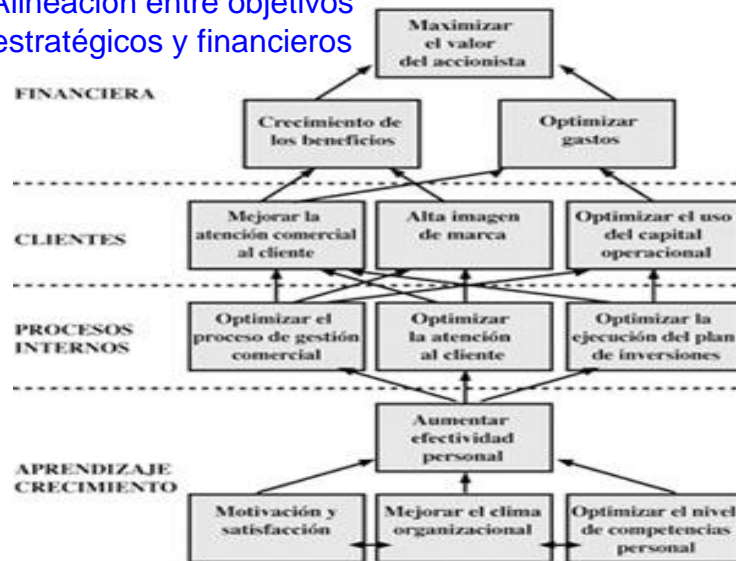 Alineación entre objetivos
estratégicos y financieros
Maximizar
el valor
del accionista
FINANCIERA
Crecimiento de
los beneficios
Optimizar
gastos
CLIENTES
Mejorar la
atención comercial
al cliente
Alta imagen
de marca
Optimizar el uso
del capital
operacional
PROCESOS
INTERNOS
Optimizar el
proceso de gestión
comercial
Optimizar
la atención
al cliente
Optimizar la
ejecución del plan
de inversiones
Aumentar
efectividad
personal
APRENDIZAJE
CRECIMIENTO
Motivación y
satisfacción
Mejorar el clima
organizacional
Optimizar el nivel
de competencias
personal